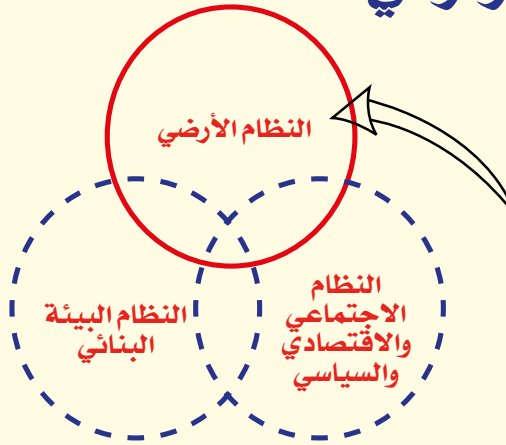 النظام الأرضي
النظام
الاجتماعي
والاقتصادي
والسياسي
النظام البيئة
البنائي